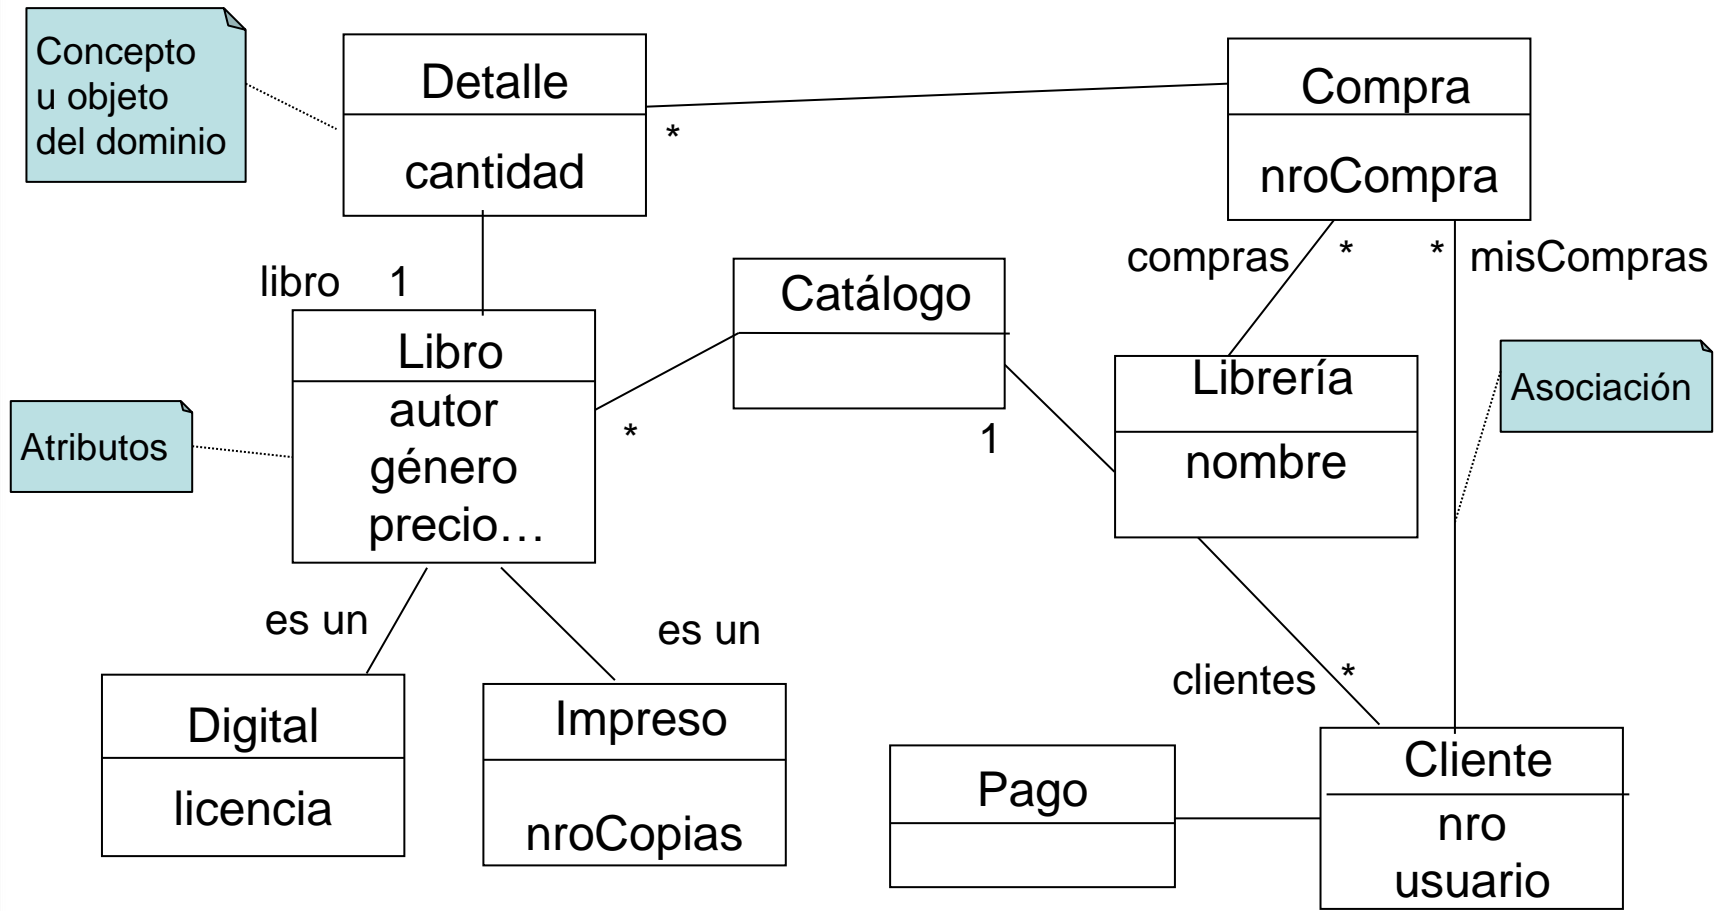 Concepto
u objeto
del dominio
Detalle
cantidad
*
Compra
nroCompra
compras
*
*
misCompras
libro
1
Libro
autor
género
precio…
*
Catálogo
1
Librería
nombre
Asociación
Atributos
es un
es un
clientes
*
Digital
licencia
Impreso
nroCopias
Pago
Cliente
nro
usuario